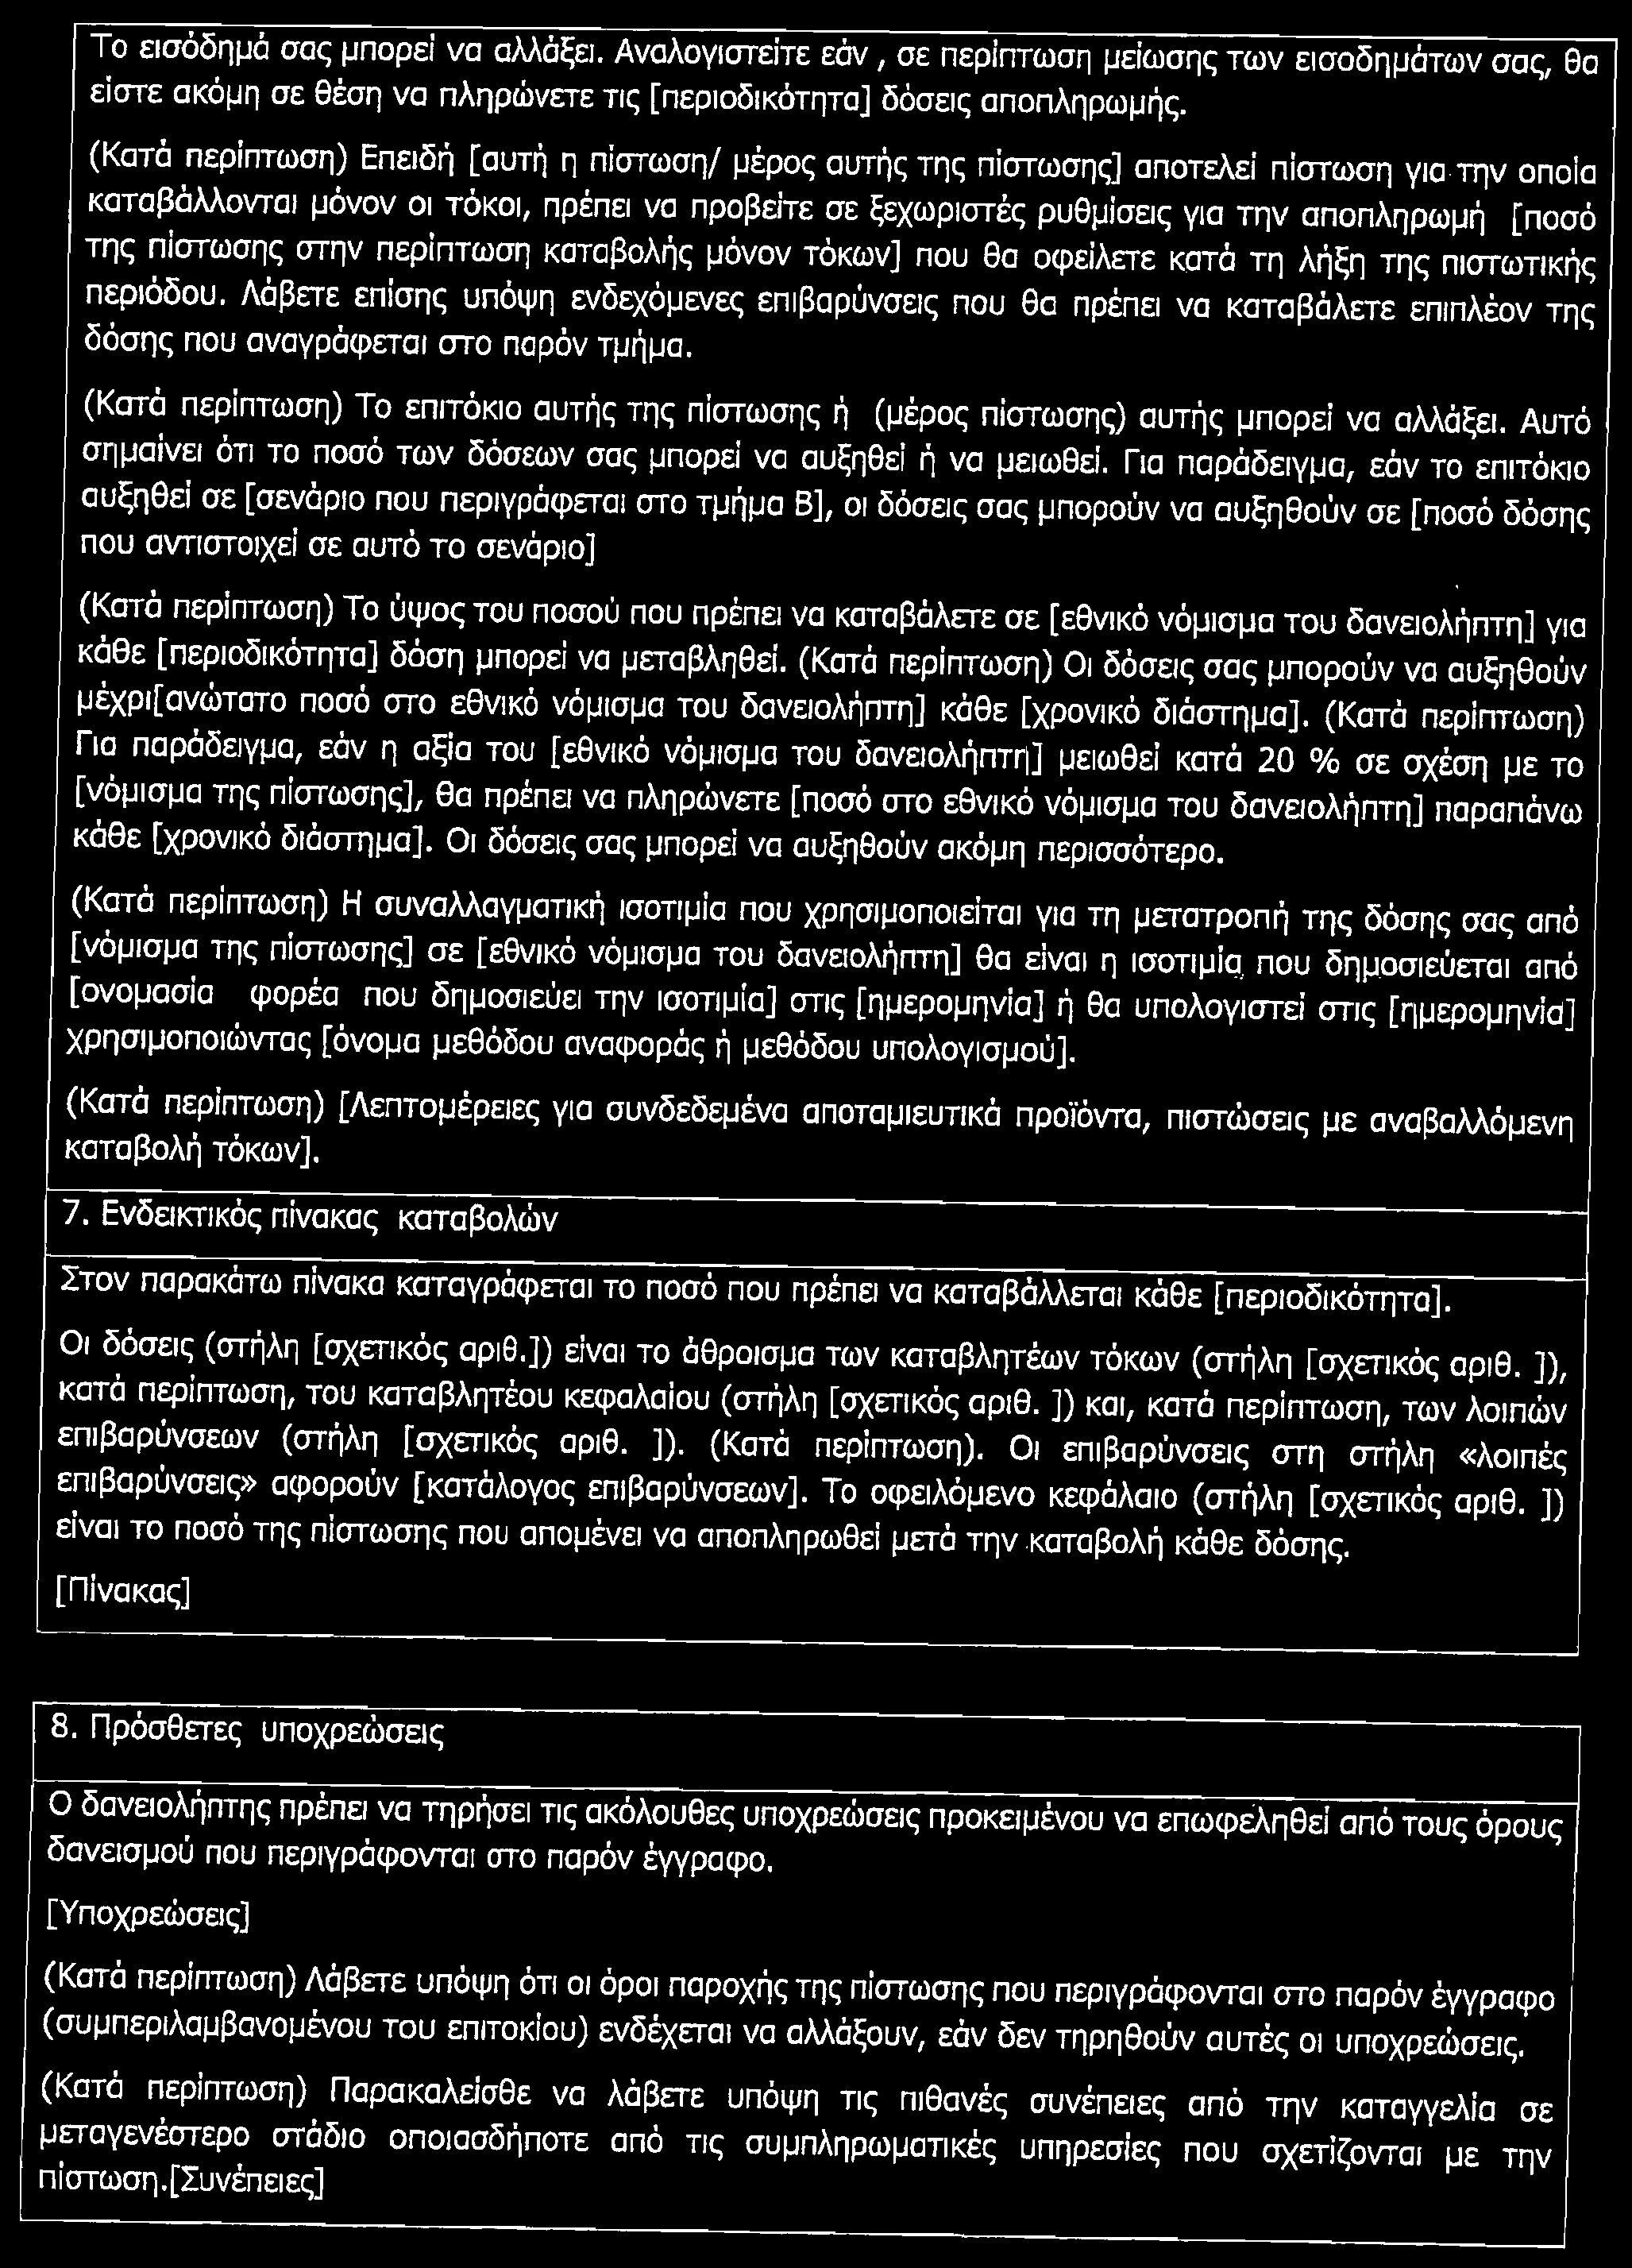 Το εισόδημά σας μπορεί να αλλάξει. Αναλογιστείτε εάν , σε περίπτωση μείωσης των εισοδημάτων σας, θα
είστε ακόμη σε θέση να πληρώνετε τις [περιοδικότητα] δόσεις αποπληρωμής.
(Κατά περίπτωση) Επειδή [αυτή η πίστωση/ μέρος αυτής της πίστωσης] αποτελεί πίστωση για την οποία
καταβάλλονται μόνον οι τόκοι, πρέπει να προβείτε σε ξεχωριστές ρυθμίσεις για την αποπληρωμή [ποσό
της πίστωσης στην περίπτωση καταβολής μόνον τόκων] που θα οφείλετε κατά τη λήξη της πιστωτικής
περιόδου. Λάβετε επίσης υπόψη ενδεχόμενες επιβαρύνσεις που θα πρέπει να καταβάλετε επιπλέον της
δόσης που αναγράφεται στο παρόν τμήμα.
(Κατά περίπτωση) Το επιτόκιο αυτής της πίστωσης ή (μέρος πίστωσης) αυτής μπορεί να αλλάξει. Αυτό
σημαίνει ότι το ποσό των δόσεων σας μπορεί να αυξηθεί ή να μειωθεί. Για παράδειγμα, εάν το επιτόκιο
αυξηθεί σε [σενάριο που περιγράφεται στο τμήμα Β], οι δόσεις σας μπορούν να αυξηθούν σε [ποσό δόσης
που αντιστοιχεί σε αυτό το σενάριο]
(Κατά περίπτωση) Το ύψος του ποσού που πρέπει να καταβάλετε σε [εθνικό νόμισμα του δανειολήπτη] για
κάθε [περιοδικότητα] δόση μπορεί να μεταβληθεί. (Κατά περίπτωση) Οι δόσεις σας μπορούν να αυξηθούν
μέχρι[ανώτατο ποσό στο εθνικό νόμισμα του δανειολήπτη] κάθε [χρονικό διάστημα]. (Κατά περίπτωση)
Για παράδειγμα, εάν η αξία του [εθνικό νόμισμα του δανειολήπτη] μειωθεί κατά 20 % σε σχέση με το
[νόμισμα της πίστωσης], θα πρέπει να πληρώνετε [ποσό στο εθνικό νόμισμα του δανειολήπτη] παραπάνω
κάθε [χρονικό διάστημα]. Οι δόσεις σας μπορεί να αυξηθούν ακόμη περισσότερο.
(Κατά περίπτωση) Η συναλλαγματική ισοτιμία που χρησιμοποιείται για τη μετατροπή της δόσης σας από
[νόμισμα της πίστωσης] σε [εθνικό νόμισμα του δανειολήπτη] θα είναι η ισοτιμία που δημοσιεύεται από
[ονομασία φορέα που δημοσιεύει την ισοτιμία] στις [ημερομηνία] ή θα υπολογιστεί στις [ημερομηνία]
χρησιμοποιώντας [όνομα μεθόδου αναφοράς ή μεθόδου υπολογισμού].
(Κατά περίπτωση) [Λεπτομέρειες για συνδεδεμένα αποταμιευτικά προϊόντα, πιστώσεις με αναβαλλόμενη
καταβολή τόκων].
7. Ενδεικτικός πίνακας καταβολών
Στον παρακάτω πίνακα καταγράφεται το ποσό που πρέπει να καταβάλλεται κάθε [περιοδικότητα].
Οι δόσεις (στήλη [σχετικός αριθ.]) είναι το άθροισμα των καταβλητέων τόκων (στήλη [σχετικός αριθ. ]),
κατά περίπτωση, του καταβλητέου κεφαλαίου (στήλη [σχετικός αριθ. ]) και, κατά περίπτωση, των λοιπών
επιβαρύνσεων (στήλη [σχετικός αριθ. ]). (Κατά περίπτωση). Οι επιβαρύνσεις στη στήλη «λοιπές
επιβαρύνσεις» αφορούν [κατάλογος επιβαρύνσεων]. Το οφειλόμενο κεφάλαιο (στήλη [σχετικός αριθ. ])
είναι το ποσό της πίστωσης που απομένει να αποπληρωθεί μετά την καταβολή κάθε δόσης.
[Πίνακας]
8. Πρόσθετες υποχρεώσεις
Ο δανειολήπτης πρέπει να τηρήσει τις ακόλουθες υποχρεώσεις προκειμένου να επωφεληθεί από τους όρους
δανεισμού που περιγράφονται στο παρόν έγγραφο.
[Υποχρεώσεις]
(Κατά περίπτωση) Λάβετε υπόψη ότι οι όροι παροχής της πίστωσης που περιγράφονται στο παρόν έγγραφο
(συμπεριλαμβανομένου του επιτοκίου) ενδέχεται να αλλάξουν, εάν δεν τηρηθούν αυτές οι υποχρεώσεις.
(Κατά περίπτωση) Παρακαλείσθε να λάβετε υπόψη τις πιθανές συνέπειες από την καταγγελία σε
μεταγενέστερο στάδιο οποιασδήποτε από τις συμπληρωματικές υπηρεσίες που σχετίζονται με την
πίστωση.[Συνέπειες]